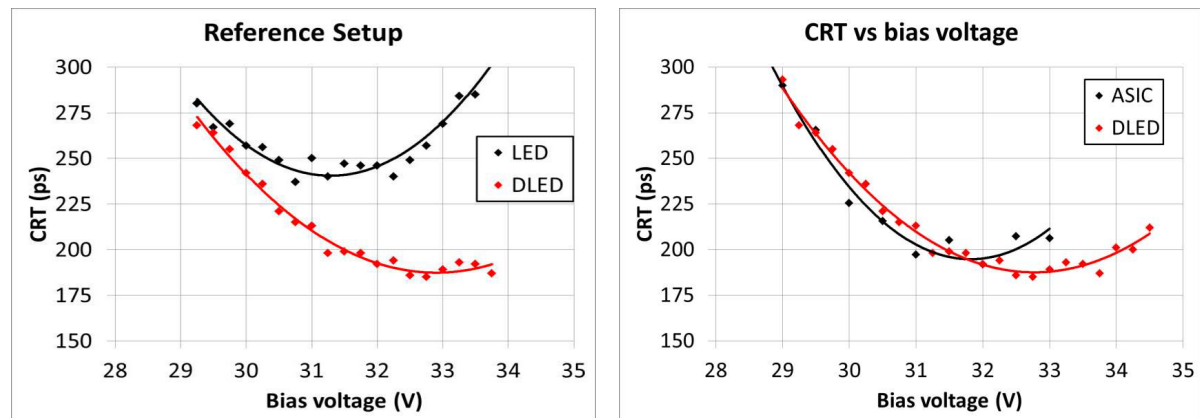 Reference Setup
300
275
250
225
200
175
150
CRT (ps)
LED
DLED
28 29 30 31 32 33 34 35
Bias voltage (V)
CRT vs bias voltage
300
275
250
225
200
175
150
CRT (ps)
ASIC
DLED
28 29 30 31 32 33 34 35
Bias voltage (V)